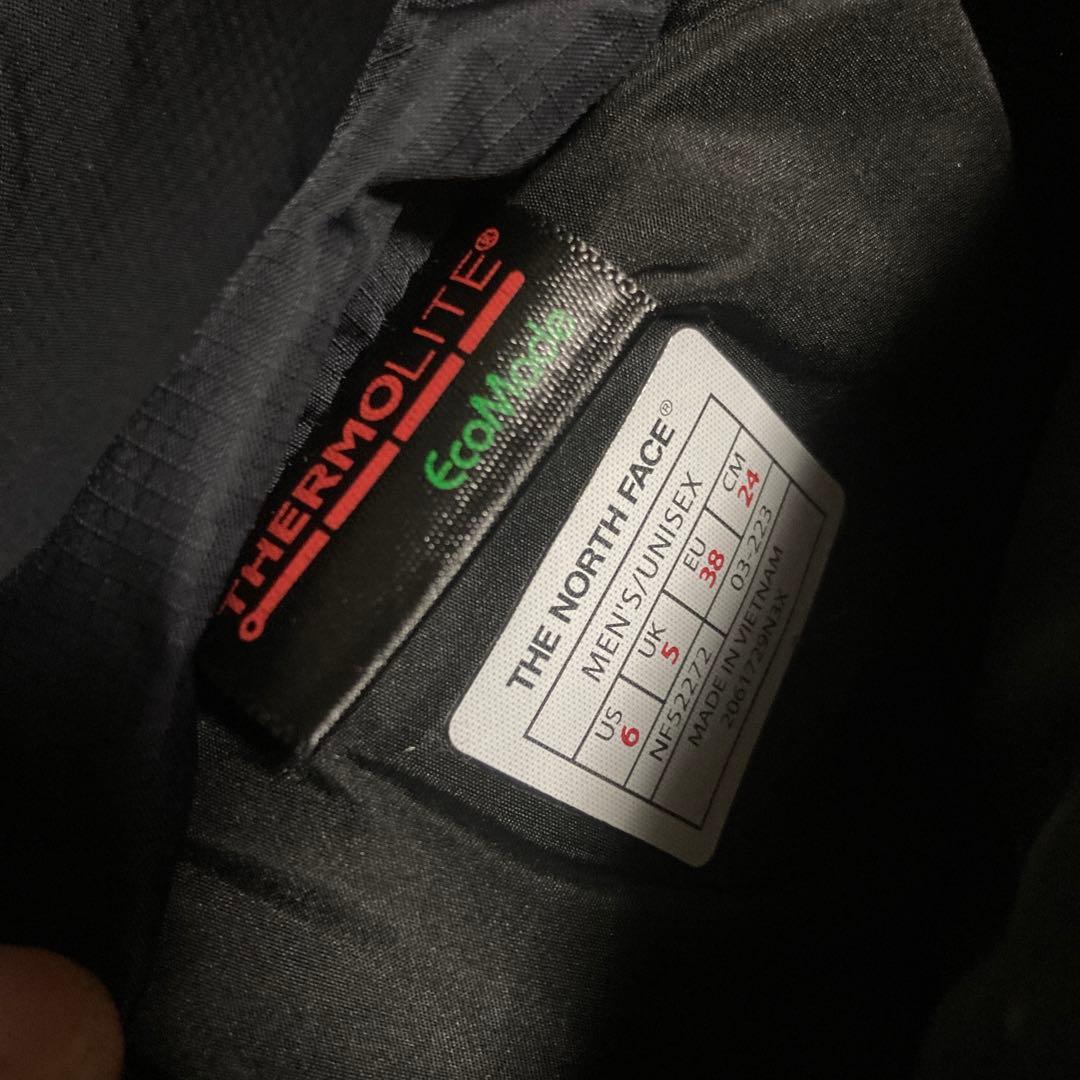 THERMOLITE®
EcoMade
THE NORTH FACE®
MEN'S/UNISEX
US UK EU CM
6 5 38 24
NF52272 03-223
MADE IN VIETNAM
2061729N3X